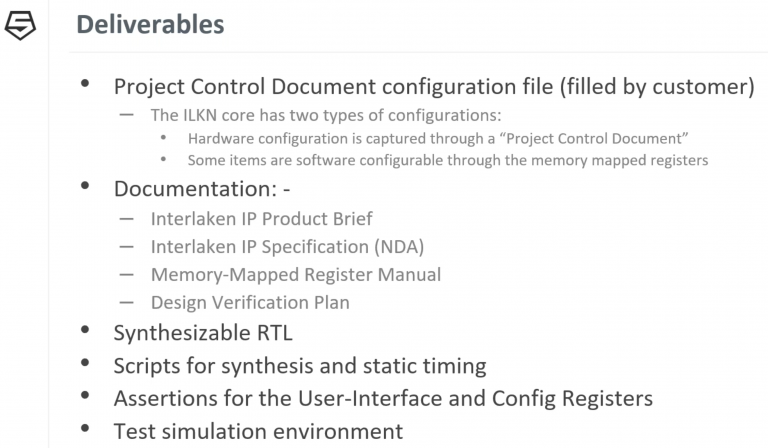 Deliverables
• Project Control Document configuration file (filled by customer)
— The ILKN core has two types of configurations:
• Hardware configuration is captured through a “Project Control Document”
• Some items are software configurable through the memory mapped registers
• Documentation: -
— Interlaken IP Product Brief
— Interlaken IP Specification (NDA)
— Memory-Mapped Register Manual
— Design Verification Plan
• Synthesizable RTL
• Scripts for synthesis and static timing
• Assertions for the User-Interface and Config Registers
• Test simulation environment